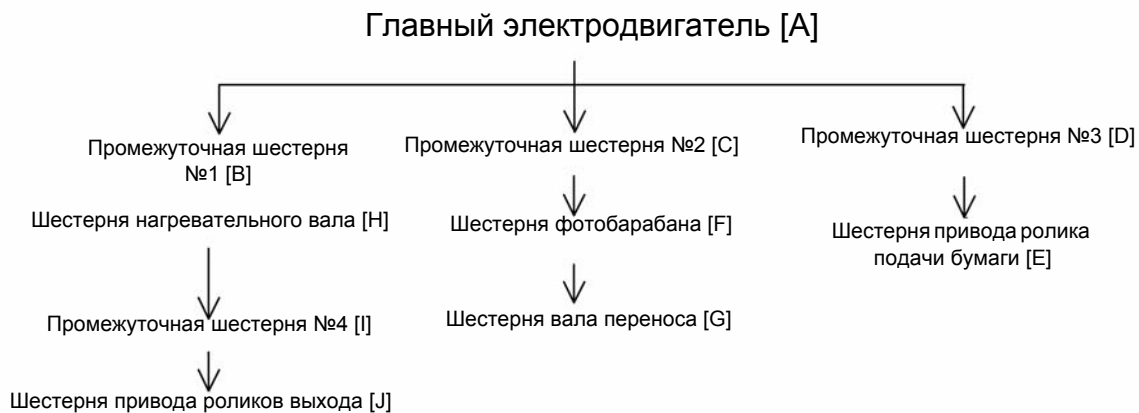 Главный электродвигатель [A]
Промежуточная шестерня
№1 [B]
Промежуточная шестерня №2 [C]
Промежуточная шестерня №3 [D]
Шестерня нагревательного вала [H]
Шестерня фотобарабана [F]
Шестерня привода ролика
подачи бумаги [E]
Промежуточная шестерня №4 [I]
Шестерня вала переноса [G]
Шестерня привода роликов выхода [J]